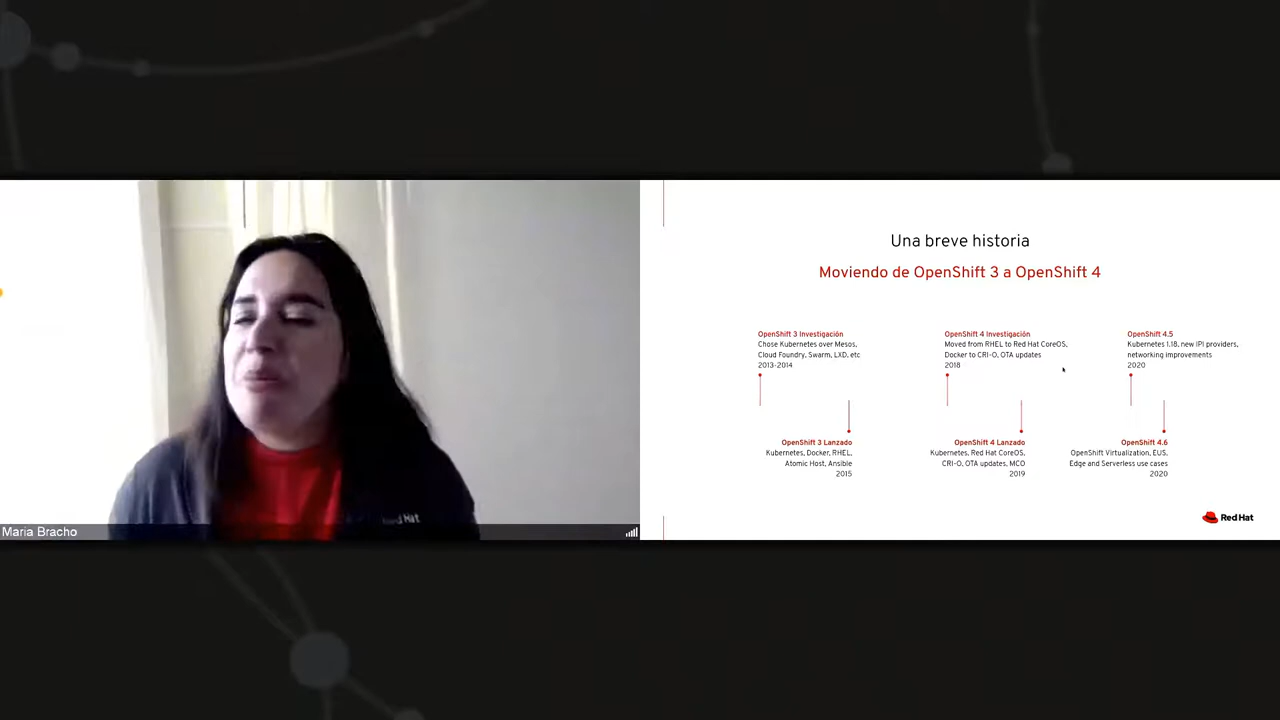 Una breve historia
Moviendo de OpenShift 3 a OpenShift 4
OpenShift 3 Investigación
Chose Kubernetes over Mesos,
Cloud Foundry, Swarm, LXD, etc
2013-2014
OpenShift 4 Investigación
Moved from RHEL to Red Hat CoreOS,
Docker to CRI-O, OTA updates
2018
OpenShift 4.5
Kubernetes 1.18, new IPI providers,
networking improvements
2020
OpenShift 3 Lanzado
Kubernetes, Docker, RHEL,
Atomic Host, Ansible
2015
OpenShift 4 Lanzado
Kubernetes, Red Hat CoreOS,
CRI-O, OTA updates, MCO
2019
OpenShift 4.6
OpenShift Virtualization, EUS,
Edge and Serverless use cases
2020
Red Hat
Red Hat
Maria Bracho